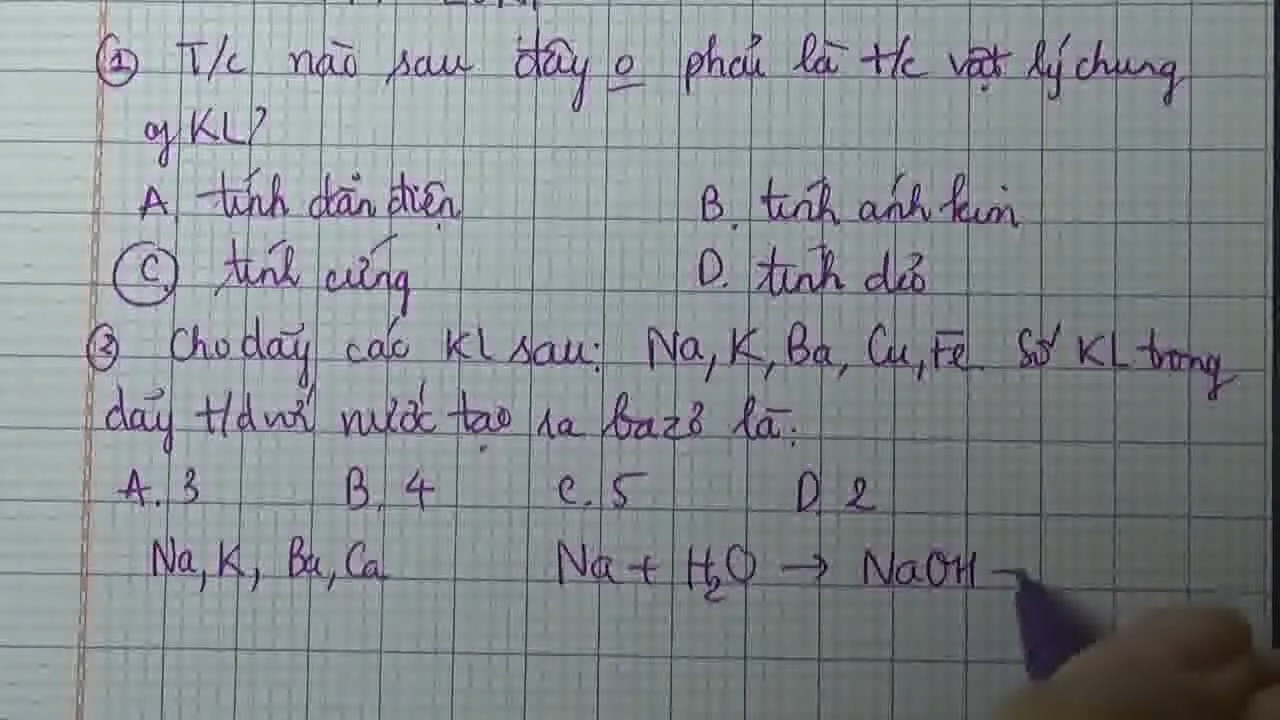 ① T/c nào sau đây o phải là t/c vật lý chung
of KL?
A tính dẫn điện
B. tính ánh kim
C. tính cứng
D. tính dẻo
② Cho dãy các KL sau: Na, K, Ba, Cu, Fe Số KL trong
dãy t/d với nước tạo ra bazơ là:
A. 3 B. 4 C. 5 D 2
Na, K, Ba, Ca Na + H₂O → NaOH